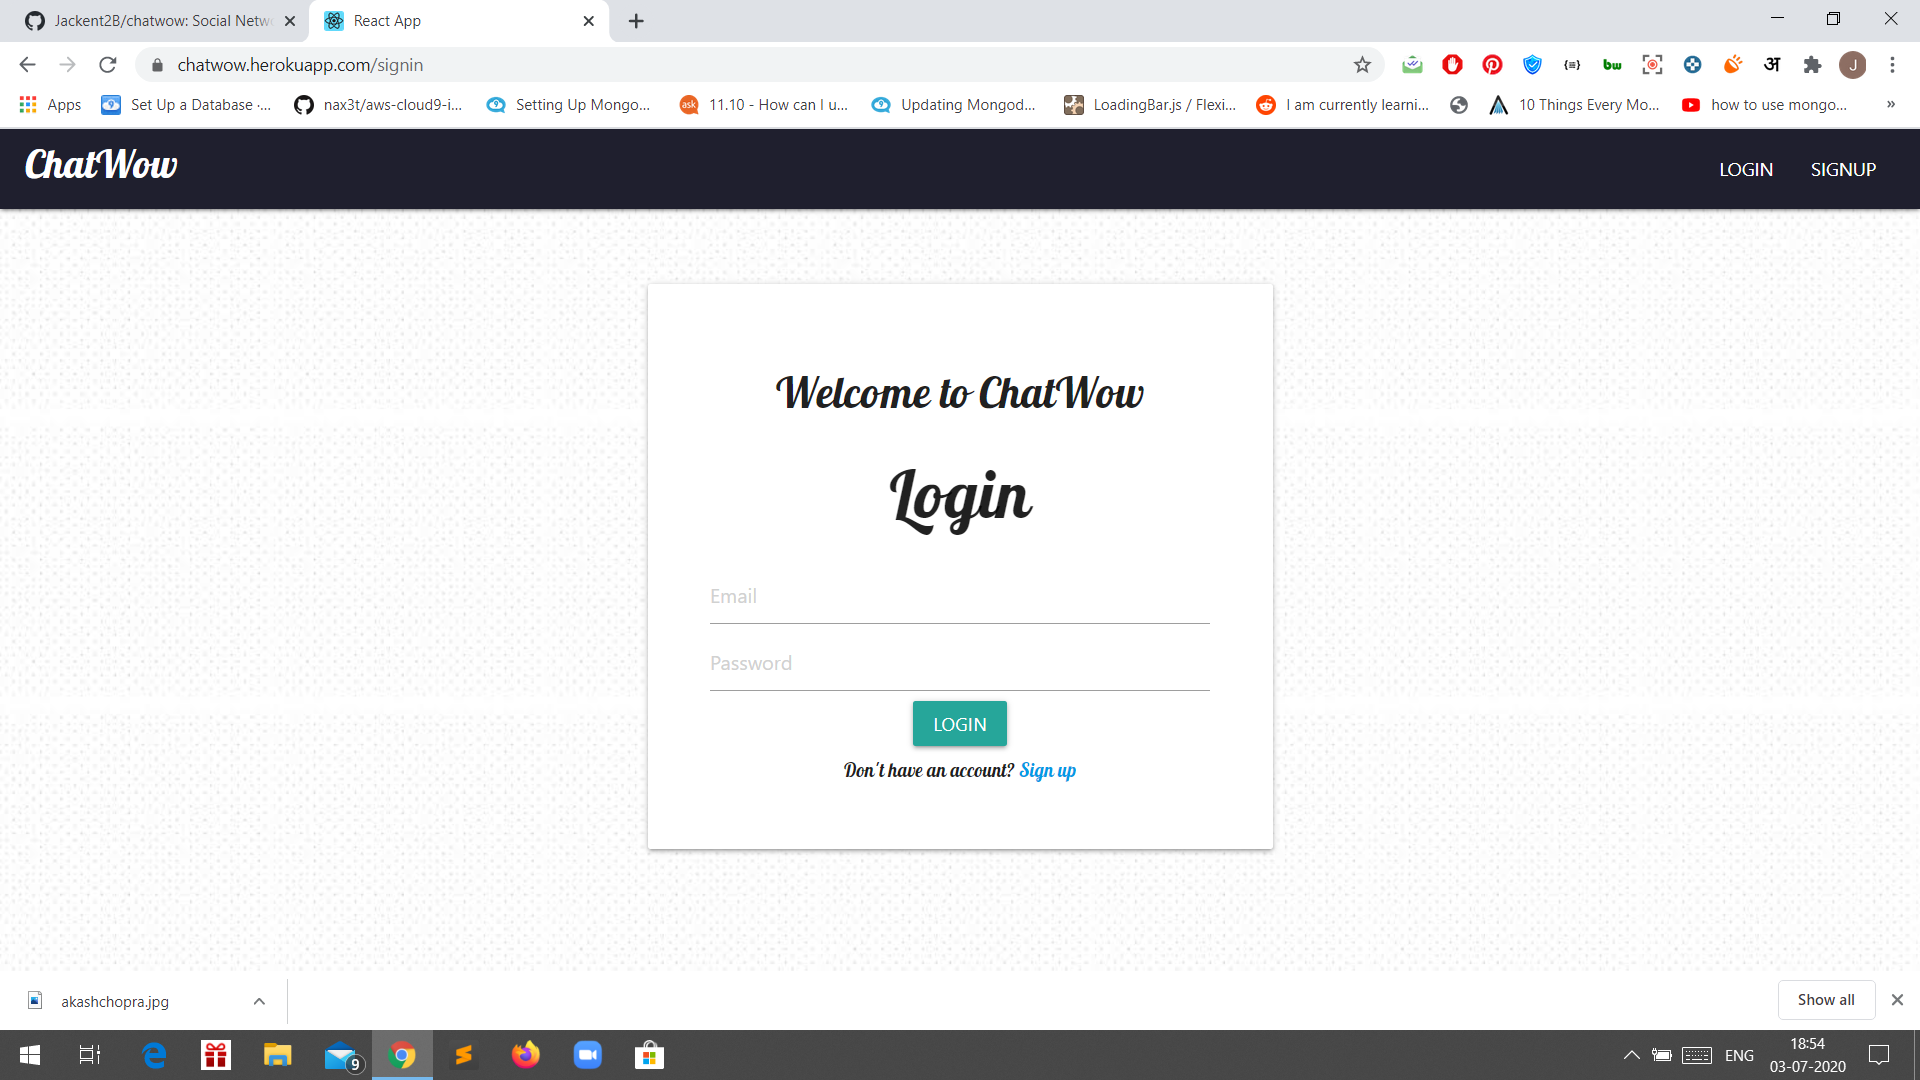 Jackent2B/chatwow: Social Netw
React App
chatwow.herokuapp.com/signin
bw
अ
J
Apps
Set Up a Database ·...
nax3t/aws-cloud9-i...
Setting Up Mongo...
ask
11.10 - How can I u...
Updating Mongod...
LoadingBar.js / Flexi...
I am currently learni...
10 Things Every Mo...
how to use mongo...
»
ChatWow
LOGIN
SIGNUP
Welcome to ChatWow
Login
Email
Password
LOGIN
Don't have an account? Sign up
akashchopra.jpg
Show all
9
ENG
18:54
03-07-2020